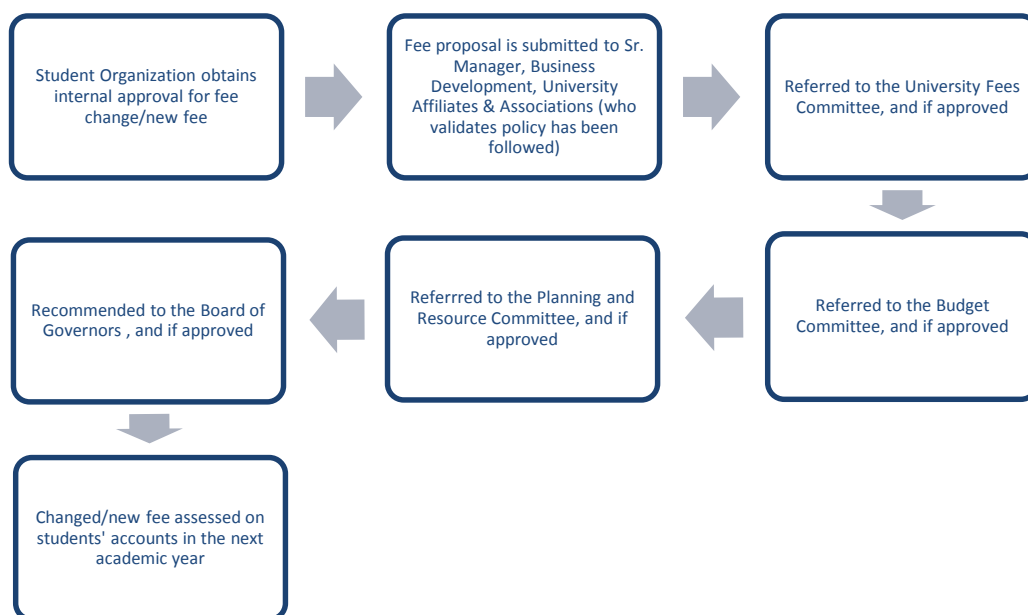 Student Organization obtains
internal approval for fee
change/new fee
Fee proposal is submitted to Sr.
Manager, Business
Development, University
Affiliates & Associations (who
validates policy has been
followed)
Referred to the University Fees
Committee, and if approved
Referred to the Budget
Committee, and if approved
Referrred to the Planning and
Resource Committee, and if
approved
Recommended to the Board of
Governors , and if approved
Changed/new fee assessed on
students' accounts in the next
academic year